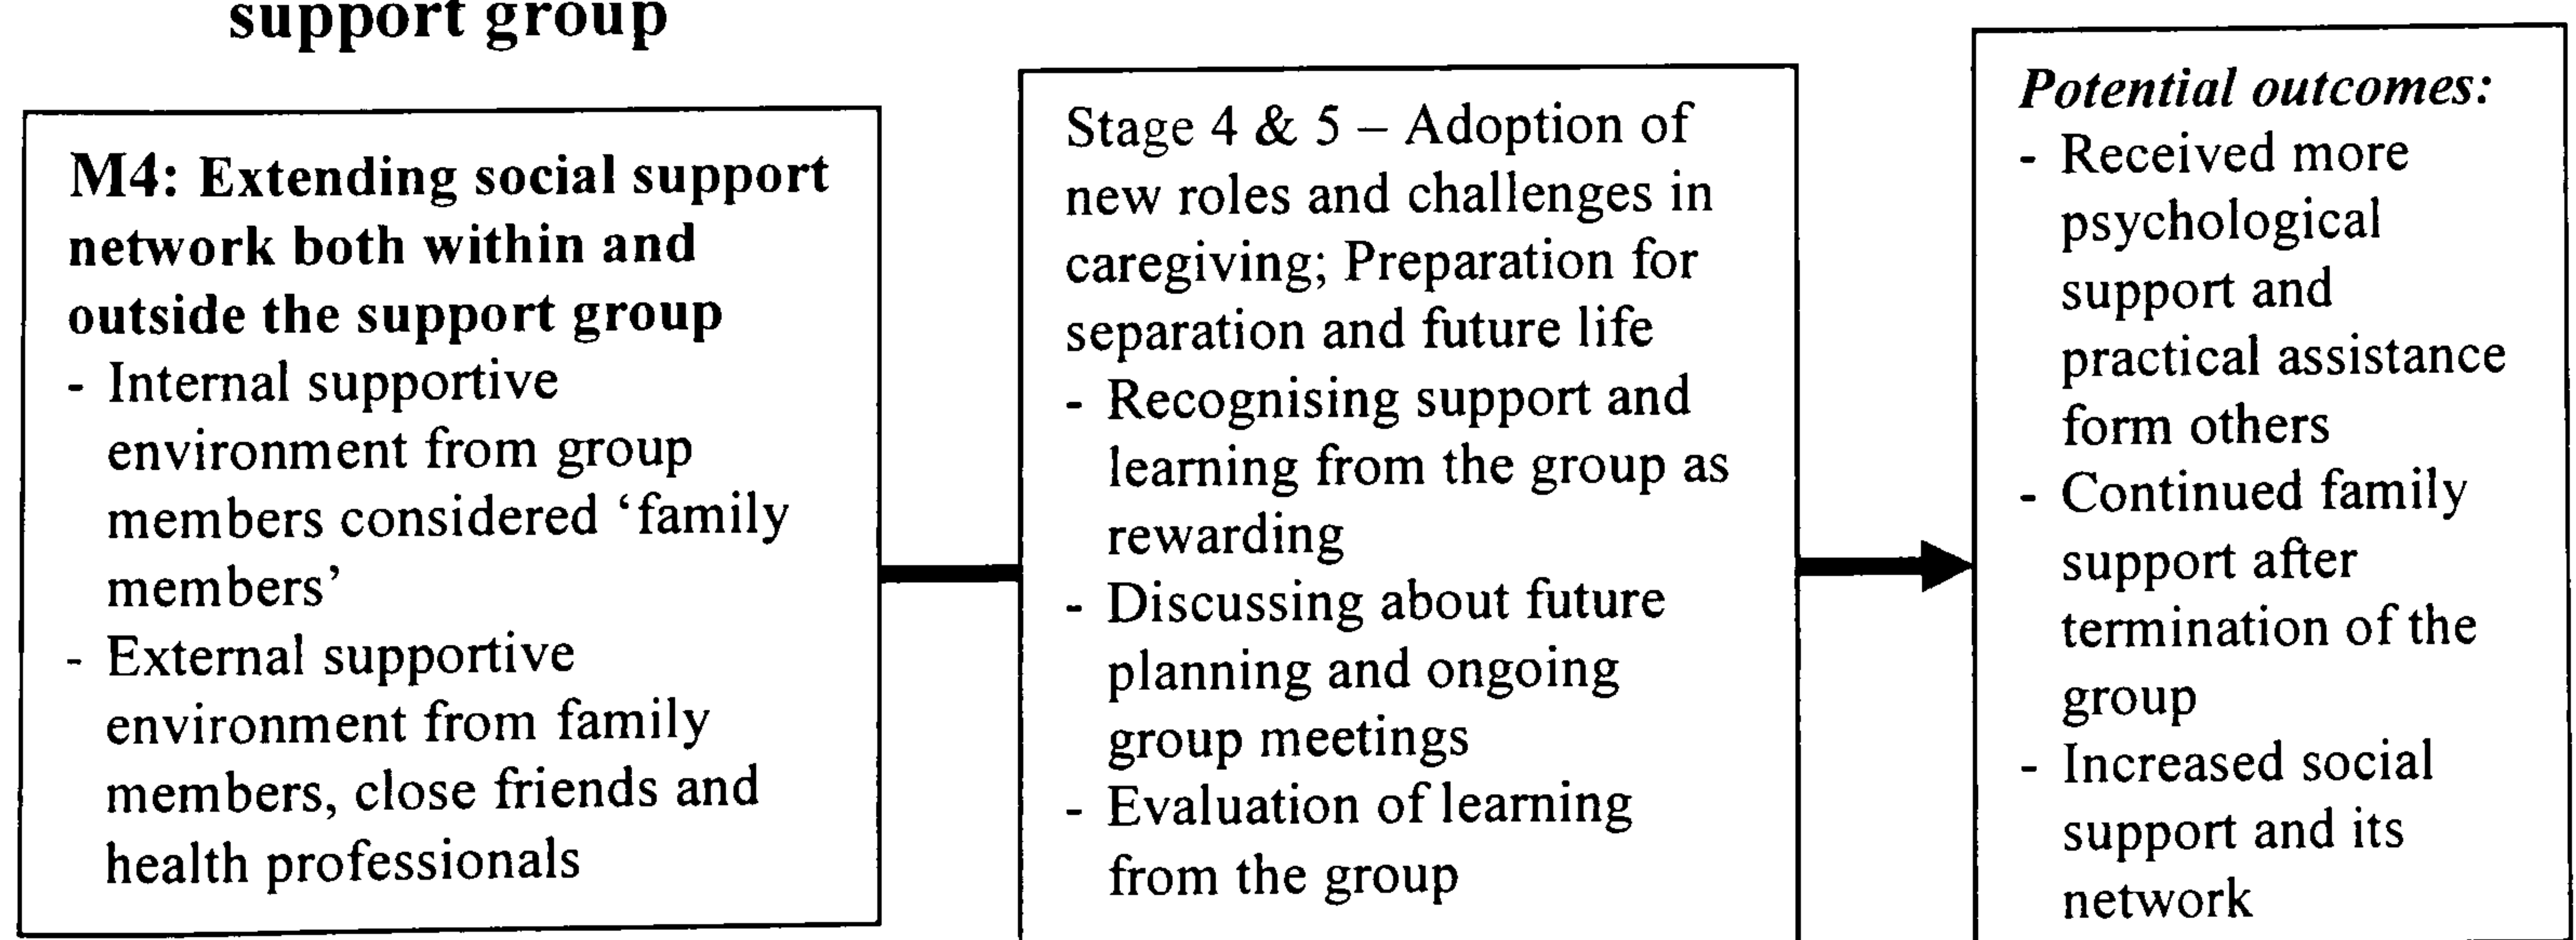 support group
M4: Extending social support
network both within and
outside the support group
- Internal supportive
environment from group
members considered ‘family
members’
- External supportive
environment from family
members, close friends and
health professionals
Stage 4 & 5 – Adoption of
new roles and challenges in
caregiving; Preparation for
separation and future life
- Recognising support and
learning from the group as
rewarding
- Discussing about future
planning and ongoing
group meetings
- Evaluation of learning
from the group
Potential outcomes:
- Received more
psychological
support and
practical assistance
form others
- Continued family
support after
termination of the
group
- Increased social
support and its
network